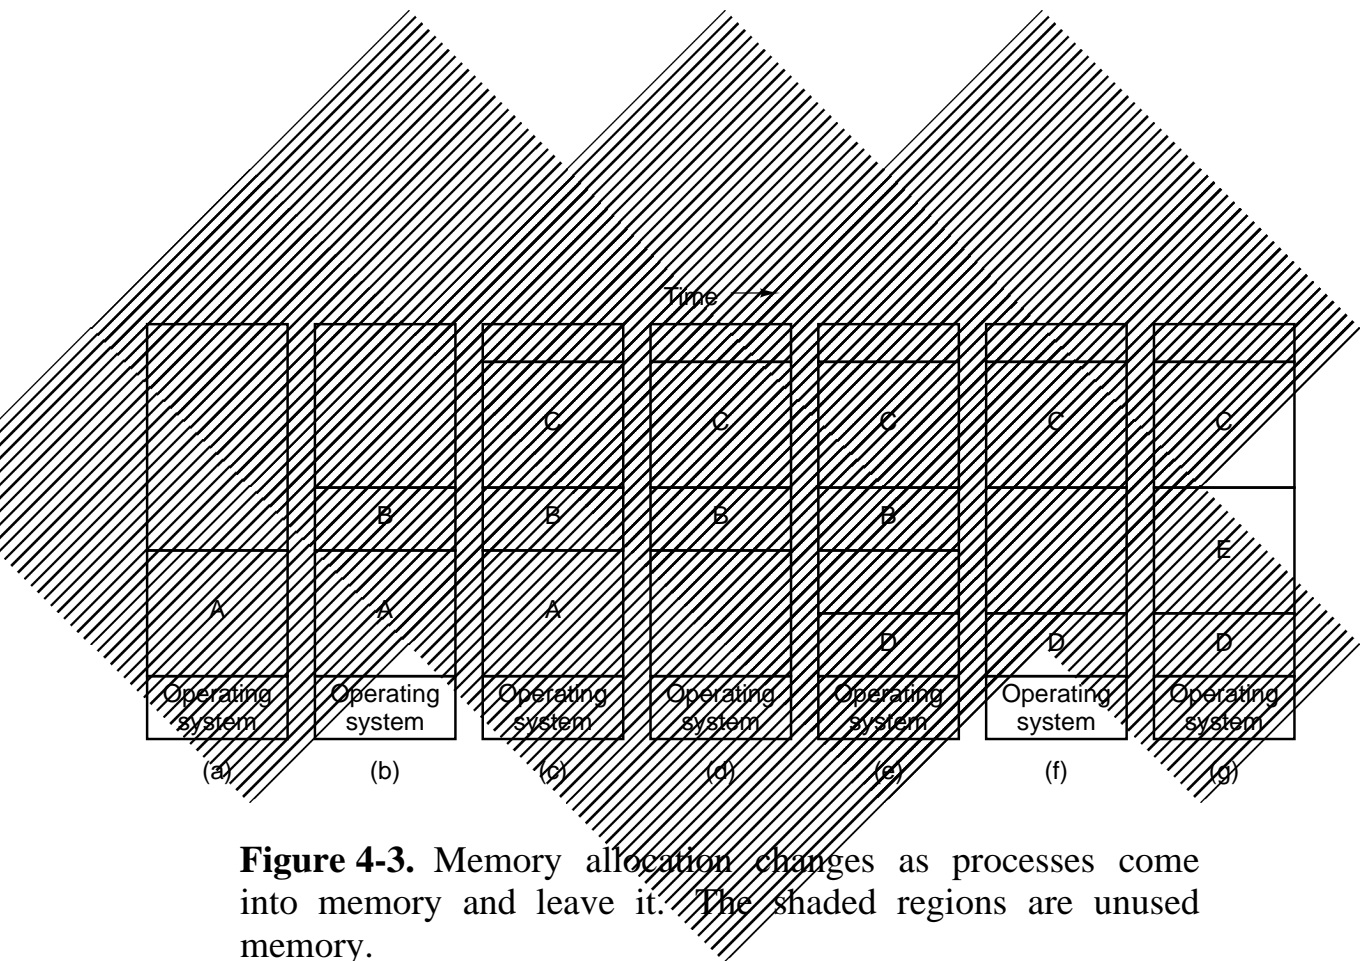 Time
C C C C C
B B B B
E
A A A
D D D
Operating system Operating system Operating system Operating system Operating system Operating system Operating system
(a) (b) (c) (d) (e) (f) (g)
Figure 4-3. Memory allocation changes as processes come
into memory and leave it. The shaded regions are unused
memory.